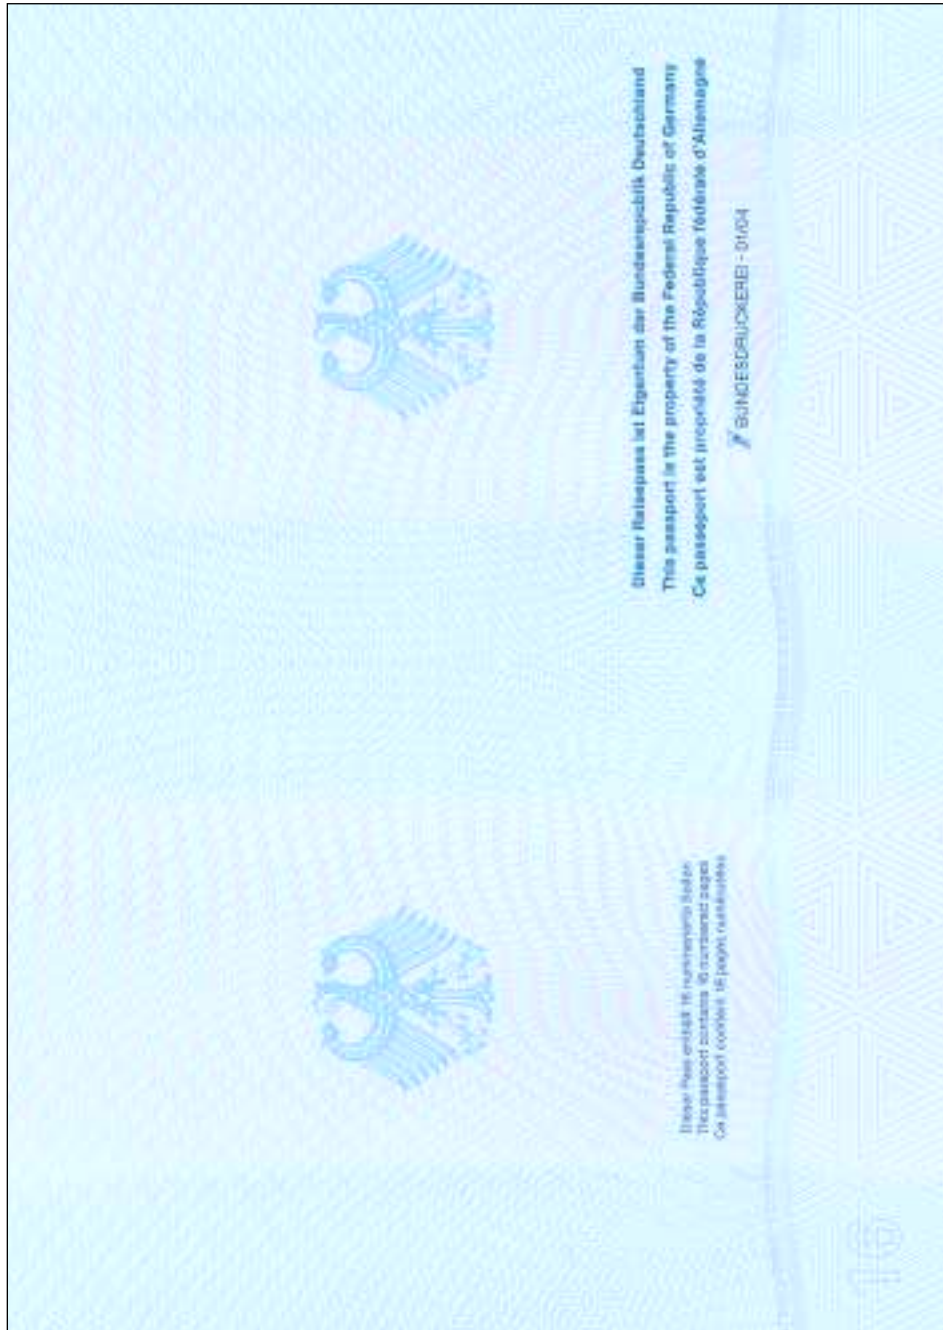 Dieser Pass enthält 16 nummerierte Seiten
This passport contains 16 numbered pages
Ce passeport contient 16 pages numérotées
16
Dieser Reisepass ist Eigentum der Bundesrepublik Deutschland
This passport is the property of the Federal Republic of Germany
Ce passeport est propriété de la République fédérale d'Allemagne
BUNDESDRUCKEREI - 01/04